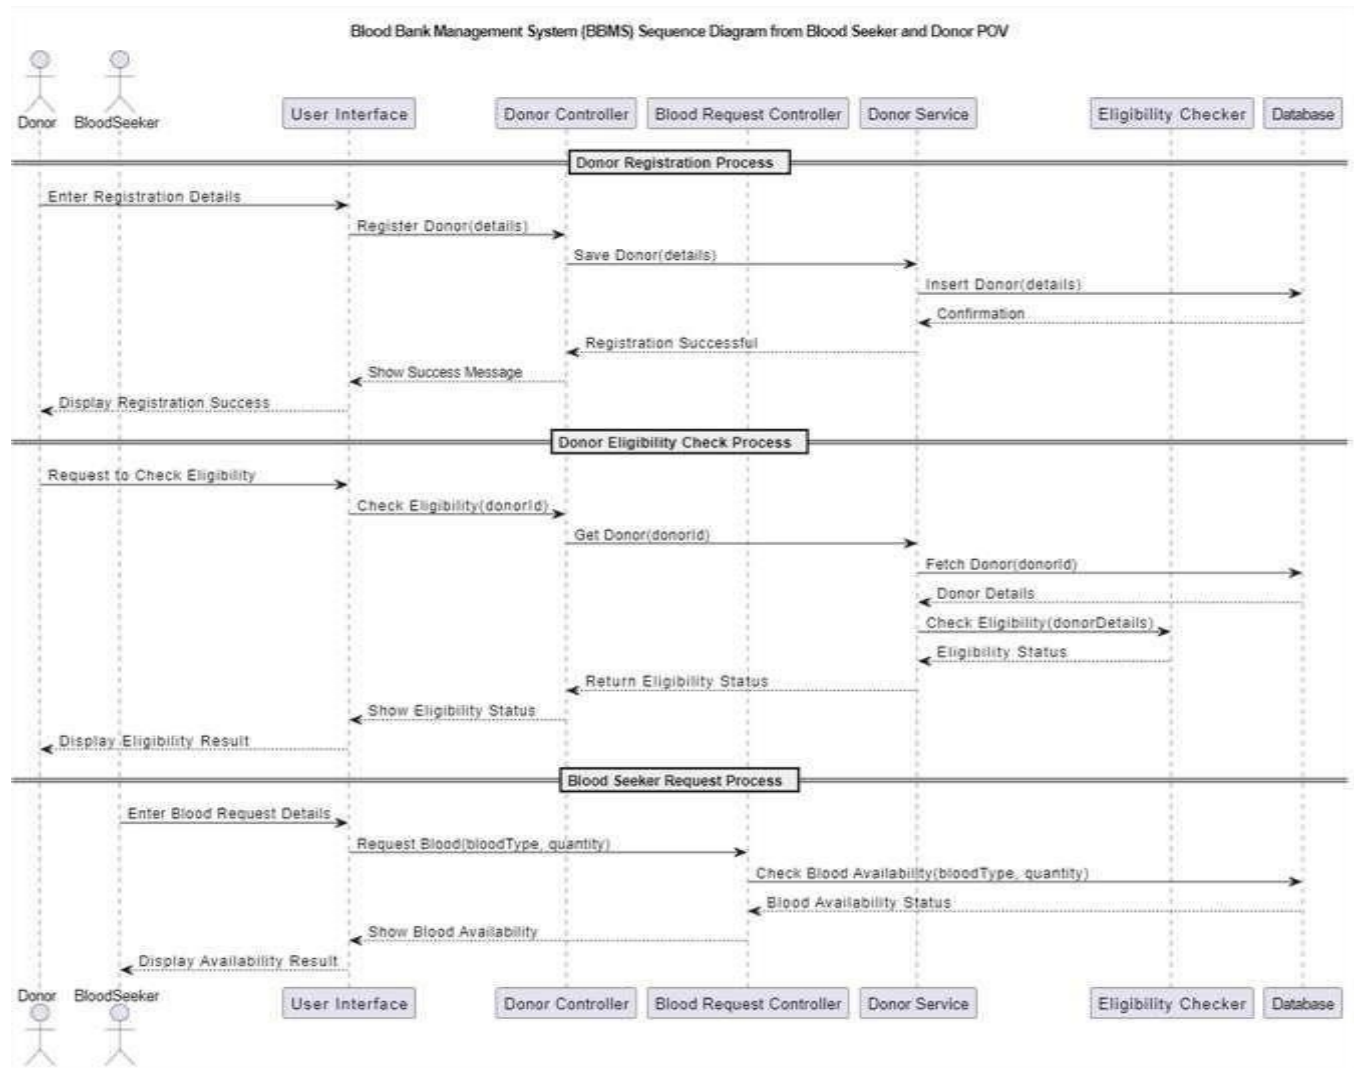 Blood Bank Management System (BBMS) Sequence Diagram from Blood Seeker and Donor POV
Donor BloodSeeker User Interface Donor Controller Blood Request Controller Donor Service Eligibility Checker Database
Donor Registration Process
Enter Registration Details
Register Donor(details)
Save Donor(details)
Insert Donor(details)
Confirmation
Registration Successful
Show Success Message
Display Registration Success
Donor Eligibility Check Process
Request to Check Eligibility
Check Eligibility(donorId)
Get Donor(donorId)
Fetch Donor(donorId)
Donor Details
Check Eligibility(donorDetails)
Eligibility Status
Return Eligibility Status
Show Eligibility Status
Display Eligibility Result
Blood Seeker Request Process
Enter Blood Request Details
Request Blood(bloodType, quantity)
Check Blood Availability(bloodType, quantity)
Blood Availability Status
Show Blood Availability
Display Availability Result
Donor BloodSeeker User Interface Donor Controller Blood Request Controller Donor Service Eligibility Checker Database